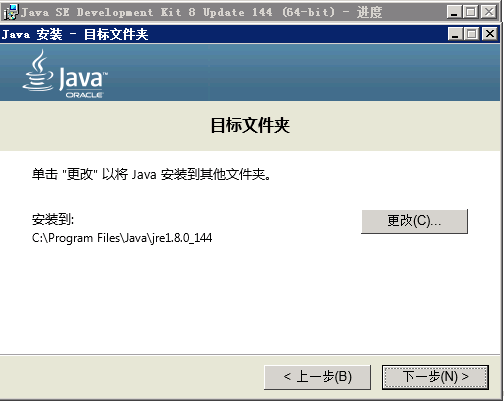 Java SE Development Kit 8 Update 144 (64-bit) - 进度
Java 安装 - 目标文件夹
Java™
ORACLE
目标文件夹
单击 "更改" 以将 Java 安装到其他文件夹。
安装到:
更改(C)...
C:\Program Files\Java\jre1.8.0_144
< 上一步(B)
下一步(N) >